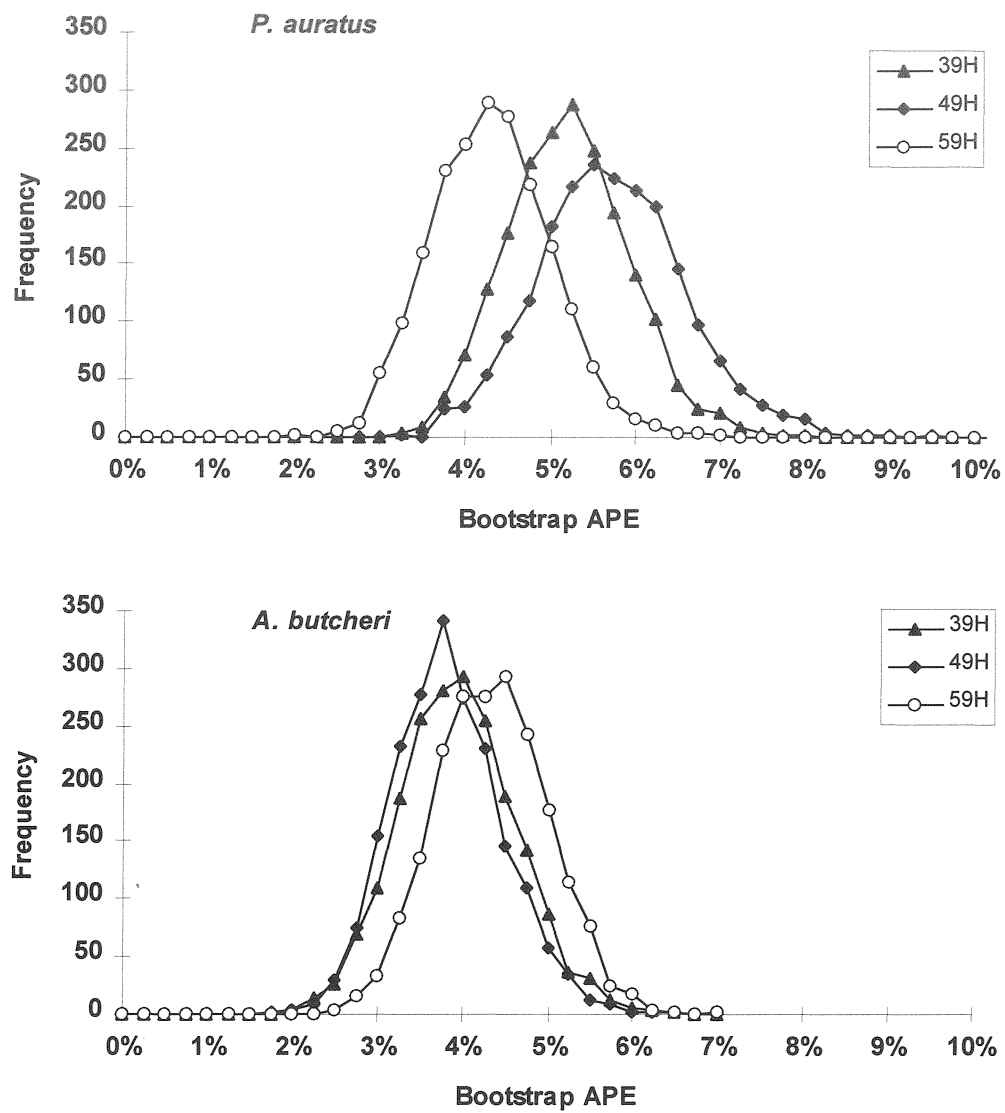 P. auratus
350
300
250
200
150
100
50
0
Frequency
39H
49H
59H
0% 1% 2% 3% 4% 5% 6% 7% 8% 9% 10%
Bootstrap APE
A. butcheri
350
300
250
200
150
100
50
0
Frequency
39H
49H
59H
0% 1% 2% 3% 4% 5% 6% 7% 8% 9% 10%
Bootstrap APE